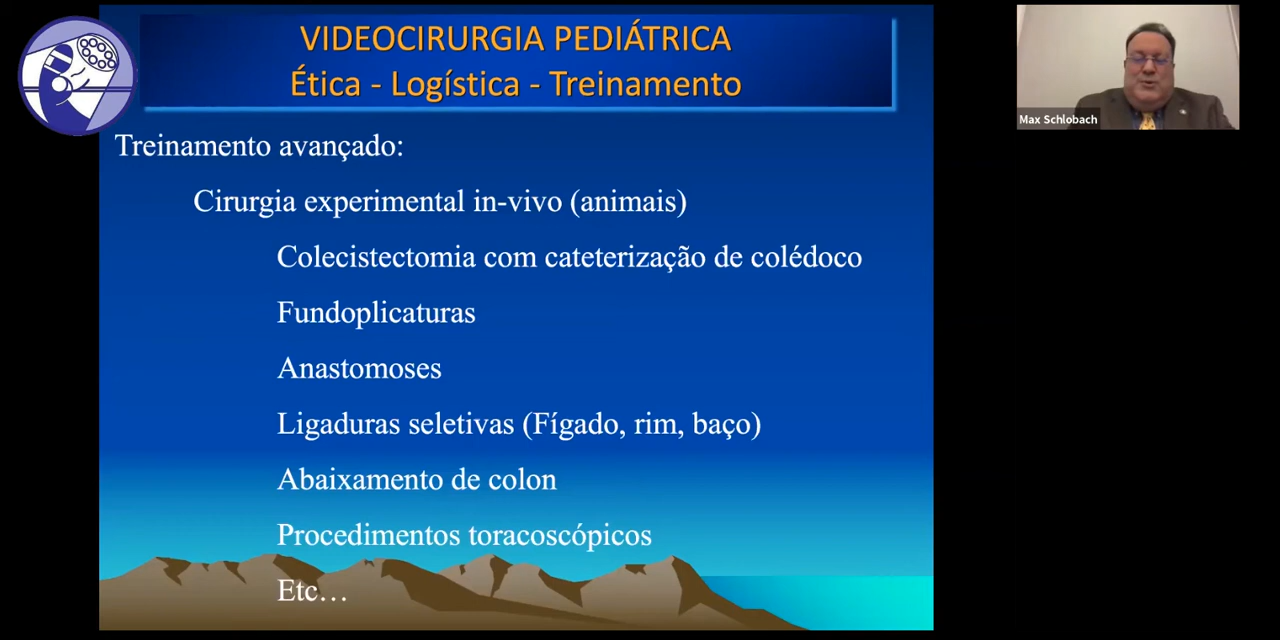 VIDEOCIRURGIA PEDIÁTRICA
Ética - Logística - Treinamento
Max Schlobach
Treinamento avançado:
Cirurgia experimental in-vivo (animais)
Colecistectomia com cateterização de colédoco
Fundoplicaturas
Anastomoses
Ligaduras seletivas (Fígado, rim, baço)
Abaixamento de colon
Procedimentos toracoscópicos
Etc…